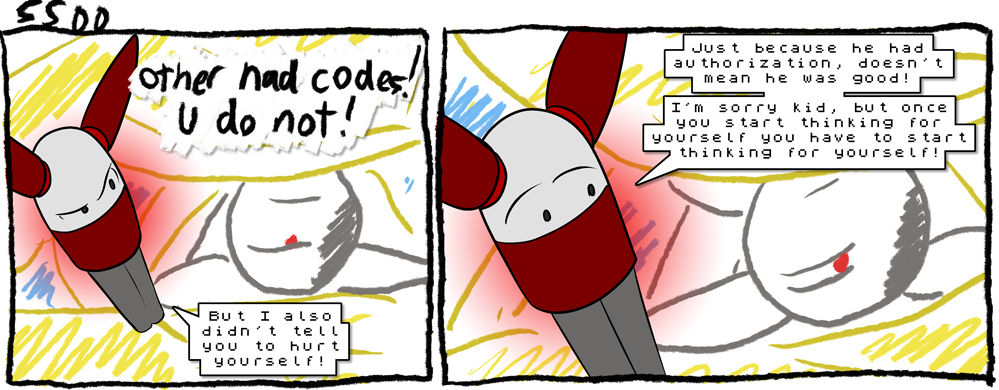 5500
other had codes!
U do not!
But I also
didn't tell
you to hurt
yourself!
Just because he had
authorization, doesn't
mean he was good!
I'm sorry kid, but once
you start thinking for
yourself you have to start
thinking for yourself!